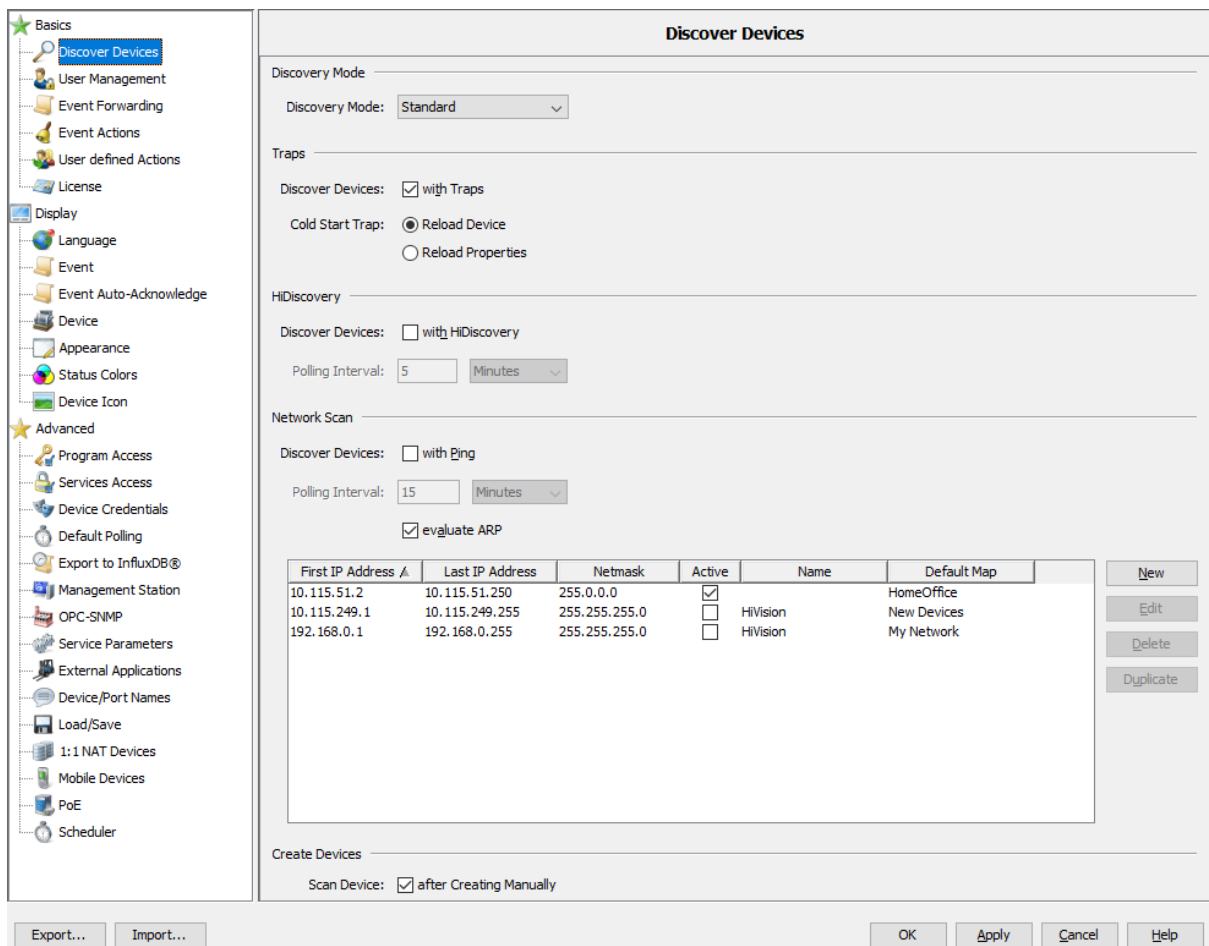 Basics
Discover Devices
User Management
Event Forwarding
Event Actions
User defined Actions
License
Display
Language
Event
Event Auto-Acknowledge
Device
Appearance
Status Colors
Device Icon
Advanced
Program Access
Services Access
Device Credentials
Default Polling
Export to InfluxDB®
Management Station
OPC-SNMP
Service Parameters
External Applications
Device/Port Names
Load/Save
1:1 NAT Devices
Mobile Devices
PoE
Scheduler
Discover Devices
Discovery Mode
Discovery Mode: Standard
Traps
Discover Devices: with Traps
Cold Start Trap: Reload Device
Reload Properties
HiDiscovery
Discover Devices: with HiDiscovery
Polling Interval: 5 Minutes
Network Scan
Discover Devices: with Ping
Polling Interval: 15 Minutes
evaluate ARP
First IP Address Last IP Address Netmask Active Name Default Map
10.115.51.2 10.115.51.250 255.0.0.0 HomeOffice
10.115.249.1 10.115.249.255 255.255.255.0 HiVision New Devices
192.168.0.1 192.168.0.255 255.255.255.0 HiVision My Network
New
Edit
Delete
Duplicate
Create Devices
Scan Device: after Creating Manually
Export... Import... OK Apply Cancel Help